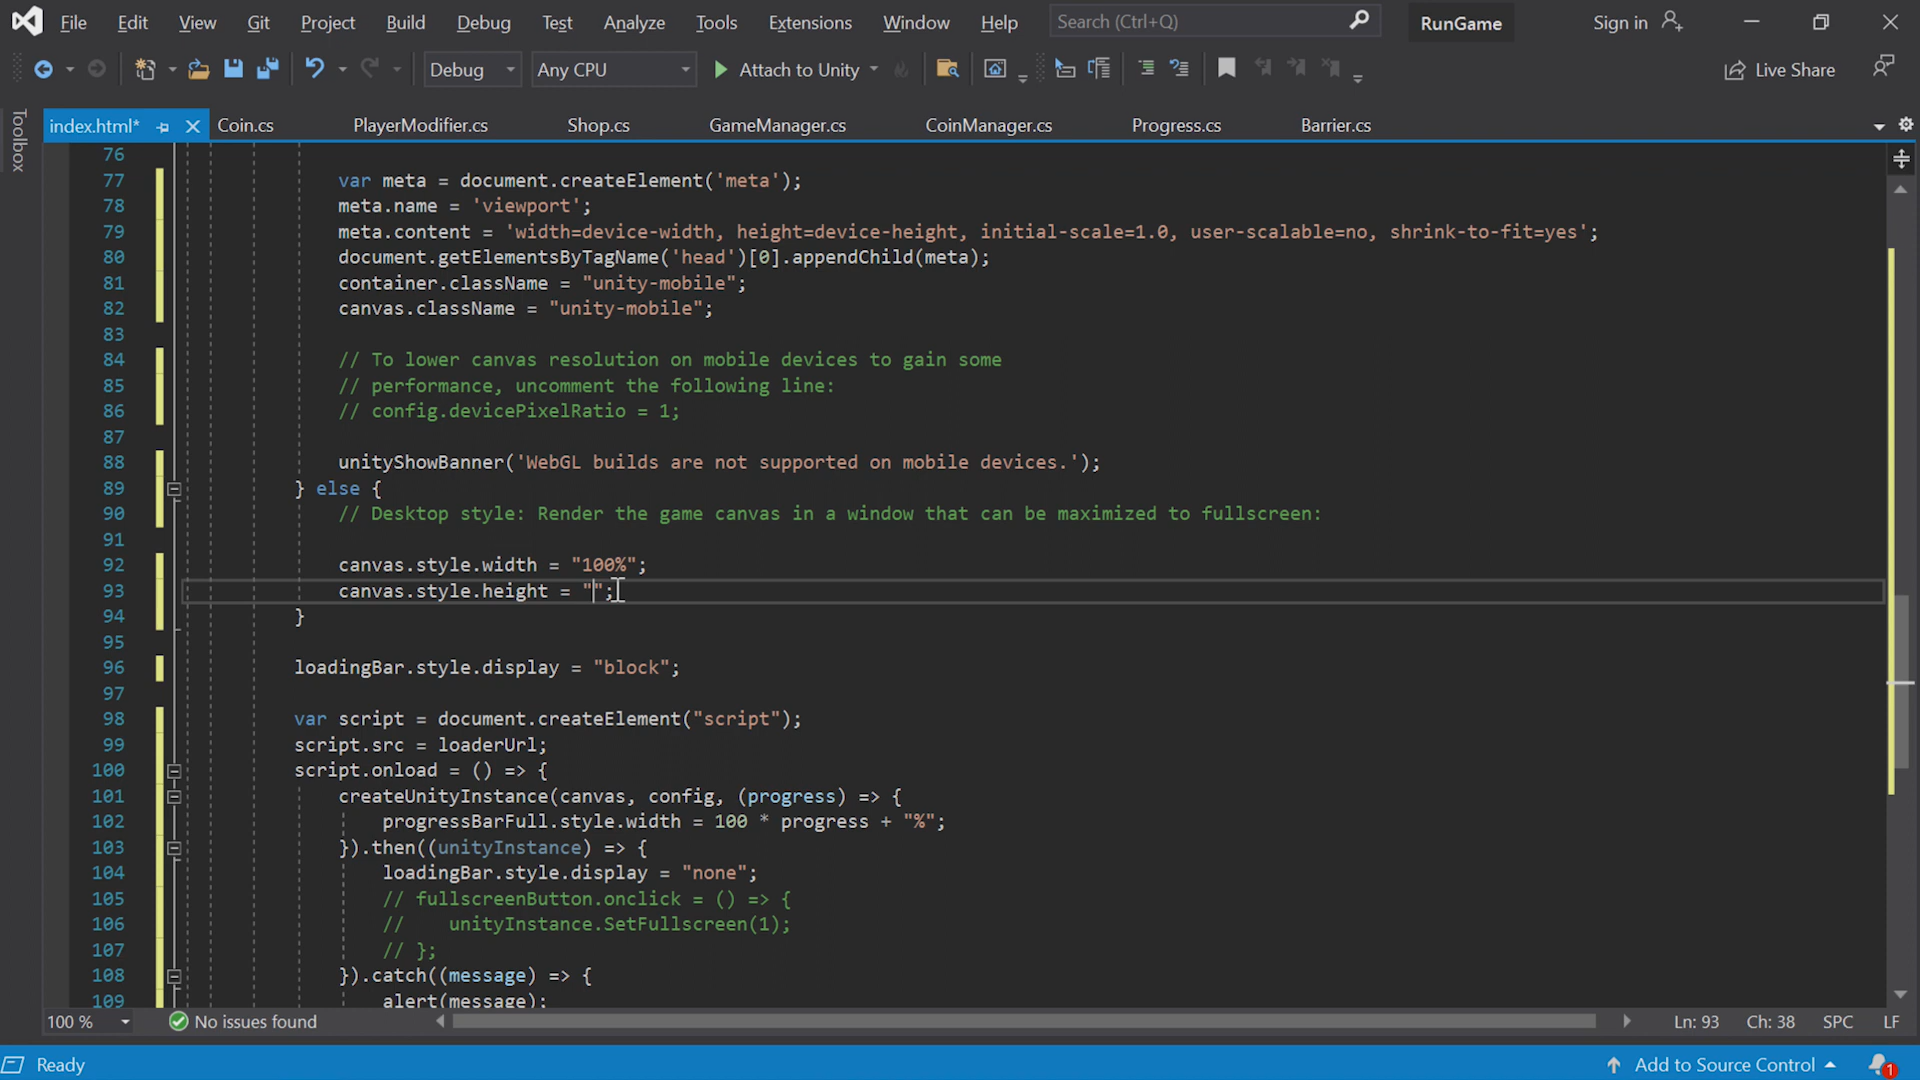 File Edit View Git Project Build Debug Test Analyze Tools Extensions Window Help Search (Ctrl+Q) RunGame Sign in
Debug Any CPU Attach to Unity Live Share
Toolbox
index.html* Coin.cs PlayerModifier.cs Shop.cs GameManager.cs CoinManager.cs Progress.cs Barrier.cs
76
77 var meta = document.createElement('meta');
78 meta.name = 'viewport';
79 meta.content = 'width=device-width, height=device-height, initial-scale=1.0, user-scalable=no, shrink-to-fit=yes';
80 document.getElementsByTagName('head')[0].appendChild(meta);
81 container.className = "unity-mobile";
82 canvas.className = "unity-mobile";
83
84 // To lower canvas resolution on mobile devices to gain some
85 // performance, uncomment the following line:
86 // config.devicePixelRatio = 1;
87
88 unityShowBanner('WebGL builds are not supported on mobile devices.');
89 } else {
90 // Desktop style: Render the game canvas in a window that can be maximized to fullscreen:
91
92 canvas.style.width = "100%";
93 canvas.style.height = "";
94 }
95
96 loadingBar.style.display = "block";
97
98 var script = document.createElement("script");
99 script.src = loaderUrl;
100 script.onload = () => {
101 createUnityInstance(canvas, config, (progress) => {
102 progressBarFull.style.width = 100 * progress + "%";
103 }).then((unityInstance) => {
104 loadingBar.style.display = "none";
105 // fullscreenButton.onclick = () => {
106 // unityInstance.SetFullscreen(1);
107 // };
108 }).catch((message) => {
109 alert(message);
100 % No issues found Ln: 93 Ch: 38 SPC LF
Ready Add to Source Control 1